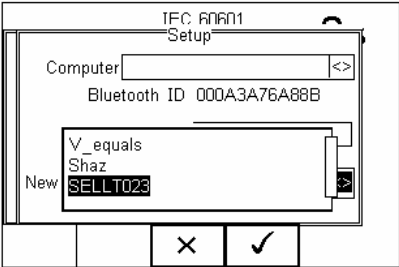 IEC 60601
Setup
Computer <>
Bluetooth ID 000A3A76A88B
V_equals
Shaz
New SELLT023 <>